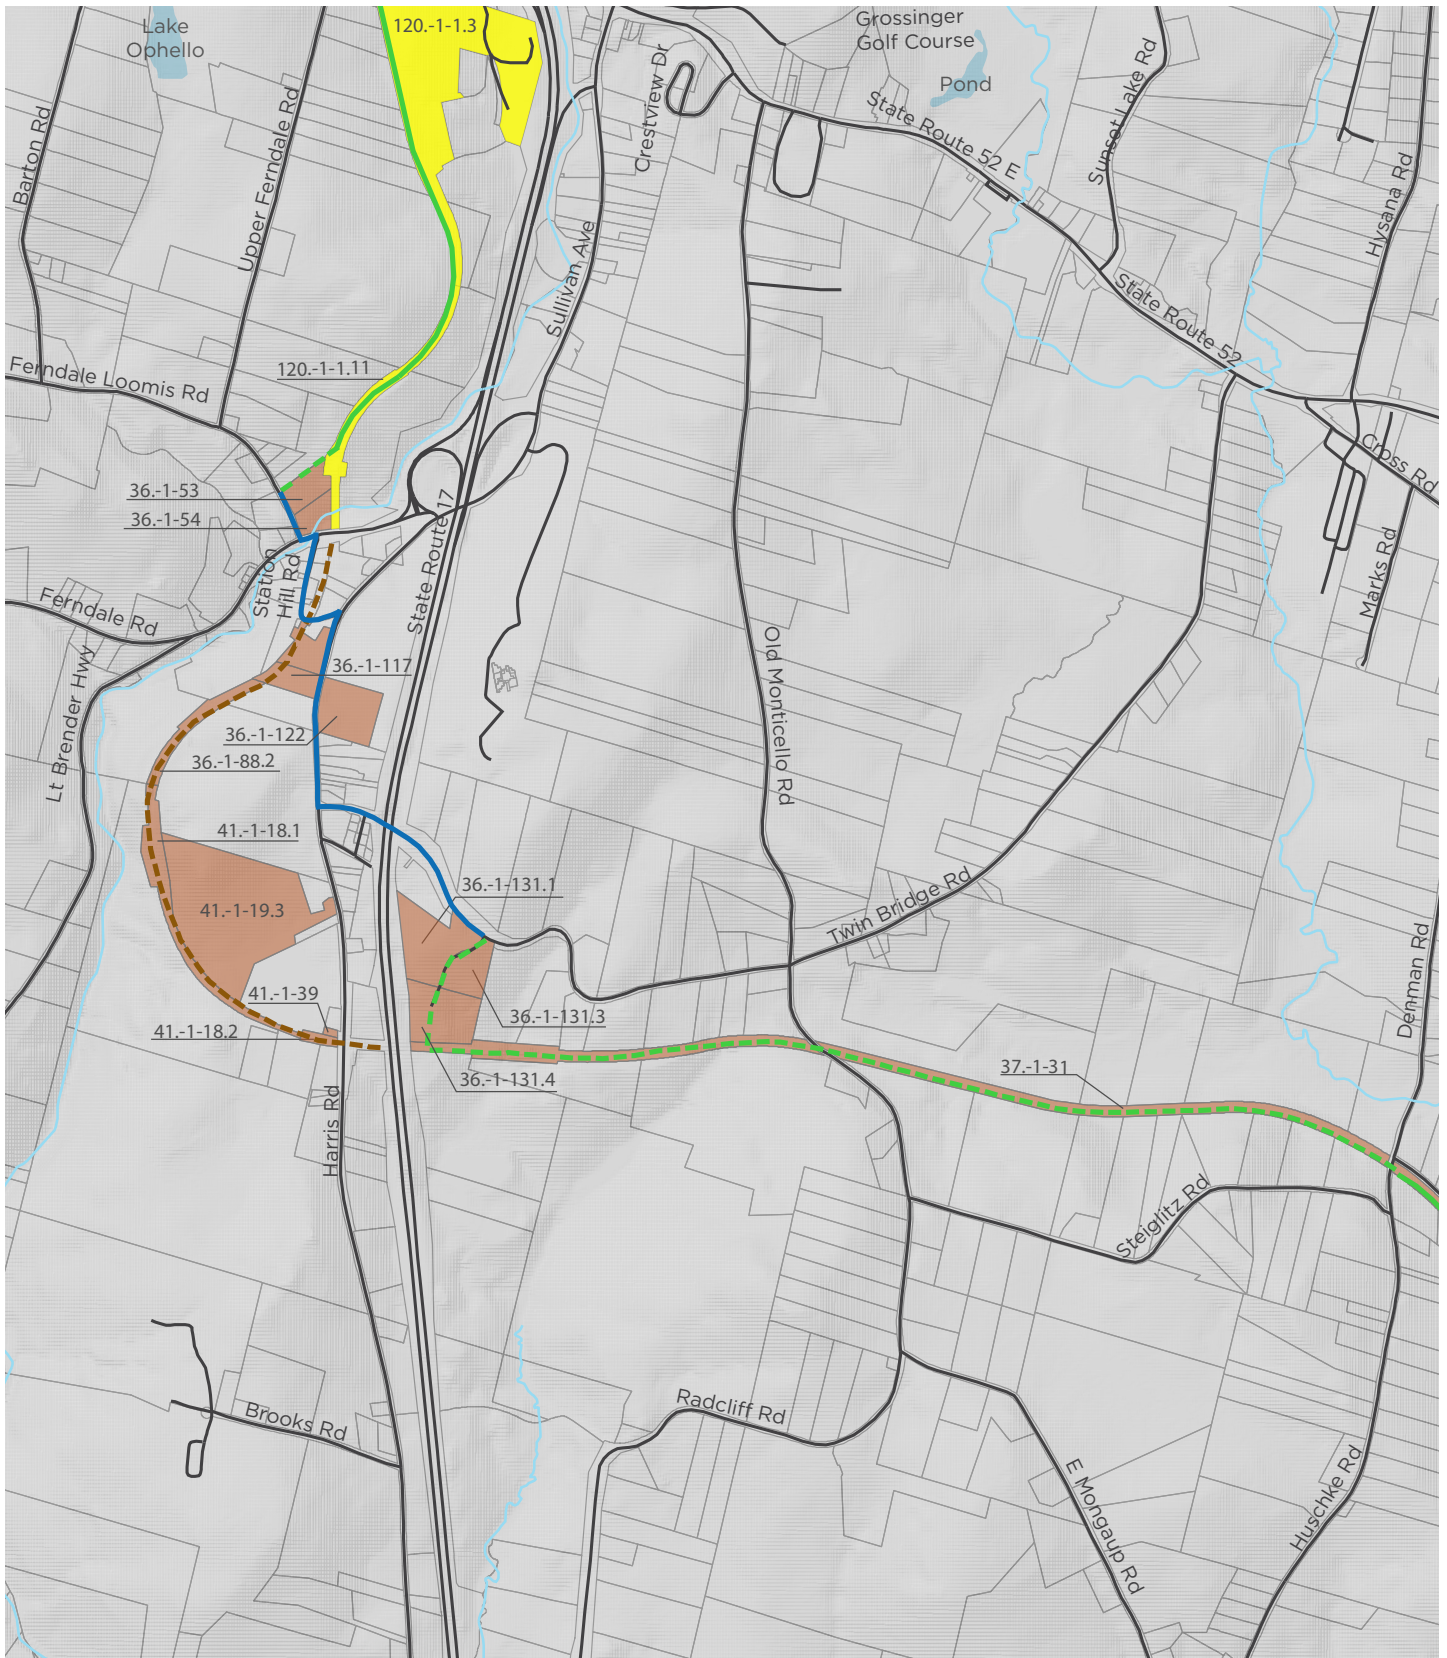 Lake
Ophello
120.-1-1.3
Grossinger
Golf Course
Pond
Barton Rd
Upper Ferndale Rd
Crestview Dr
State Route 52 E
Sunset Lake Rd
Hysana Rd
Sullivan Ave
State Route 52
Ferndale Loomis Rd
120.-1-1.11
Cross Rd
36.-1-53
36.-1-54
State Route 17
Station
Hill Rd
Marks Rd
Ferndale Rd
Old Monticello Rd
36.-1-117
Lt Brender Hwy
36.-1-122
36.-1-88.2
41.-1-18.1
36.-1-131.1
41.-1-19.3
Twin Bridge Rd
Denman Rd
41.-1-39
36.-1-131.3
41.-1-18.2
37.-1-31
36.-1-131.4
Harris Rd
Steiglitz Rd
Radcliff Rd
Brooks Rd
E Mongaup Rd
Huschke Rd